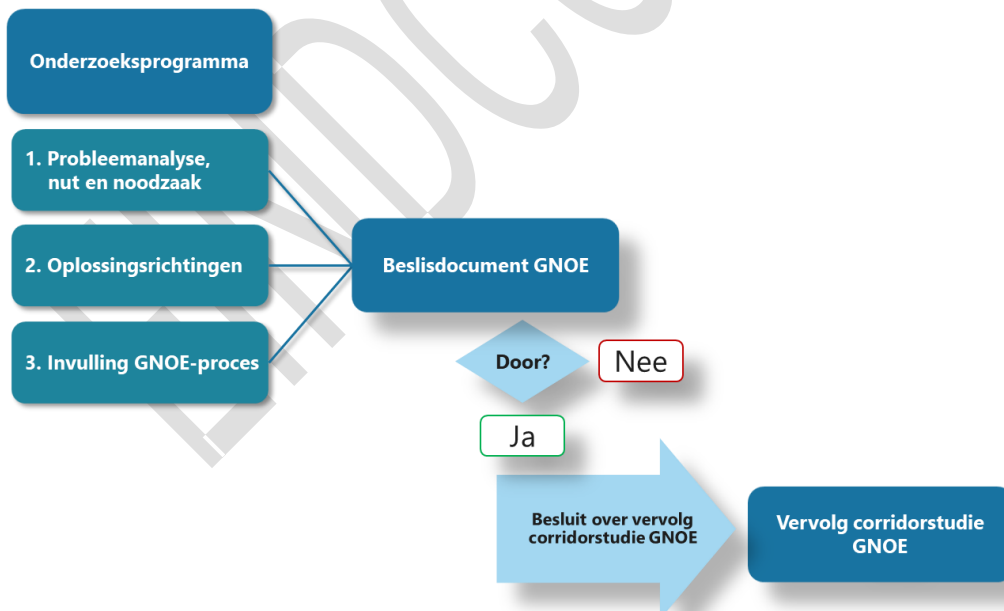 Onderzoeksprogramma
1. Probleemanalyse,
nut en noodzaak
2. Oplossingsrichtingen
3. Invulling GNOE-proces
Beslisdocument GNOE
Door?
Nee
Ja
Besluit over vervolg
corridorstudie GNOE
Vervolg corridorstudie
GNOE